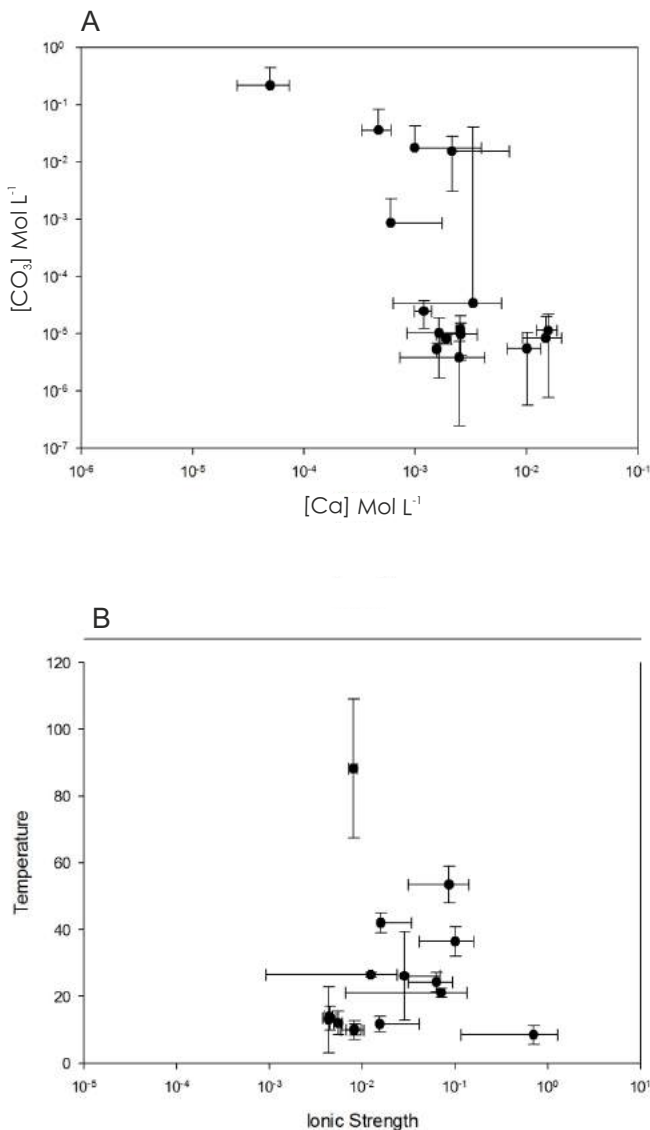 A
10⁰
10⁻¹
10⁻²
10⁻³
10⁻⁴
10⁻⁵
10⁻⁶
10⁻⁷
[CO₃] Mol L⁻¹
10⁻⁶ 10⁻⁵ 10⁻⁴ 10⁻³ 10⁻² 10⁻¹
[Ca] Mol L⁻¹
B
120
100
80
60
40
20
0
Temperature
10⁻⁵ 10⁻⁴ 10⁻³ 10⁻² 10⁻¹ 10⁰ 10¹
Ionic Strength